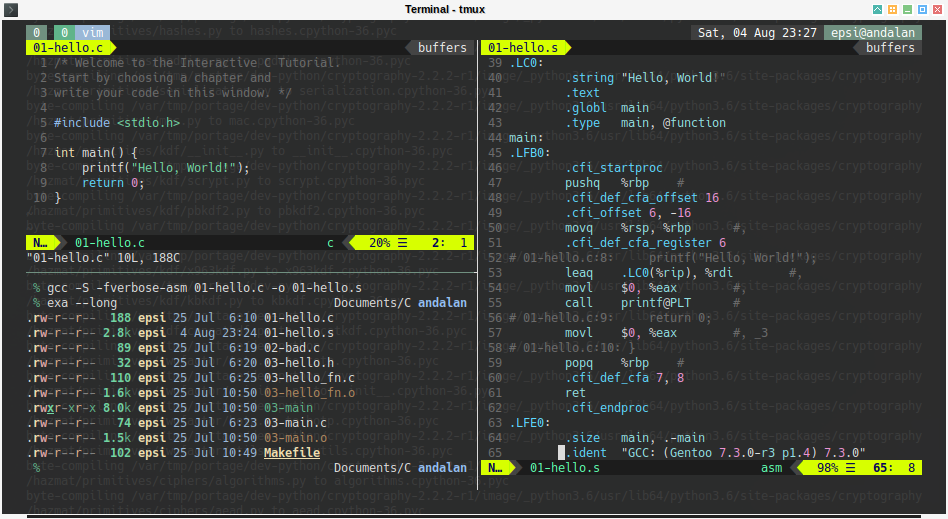 Terminal - tmux
0 0 vim
Sat, 04 Aug 23:27 epsi@andalan
01-hello.c buffers
1 /* Welcome to the Interactive C Tutorial.
2 Start by choosing a chapter and
3 write your code in this window. */
4
5 #include <stdio.h>
6
7 int main() {
8 printf("Hello, World!");
9 return 0;
10 }
N… 01-hello.c c 20% ☰ 2: 1
"01-hello.c" 10L, 188C
% gcc -S -fverbose-asm 01-hello.c -o 01-hello.s
% exa --long Documents/C andalan
.rw-r--r-- 188 epsi 25 Jul 6:10 01-hello.c
.rw-r--r-- 2.8k epsi 4 Aug 23:24 01-hello.s
.rw-r--r-- 89 epsi 25 Jul 6:19 02-bad.c
.rw-r--r-- 32 epsi 25 Jul 6:20 03-hello.h
.rw-r--r-- 110 epsi 25 Jul 6:25 03-hello_fn.c
.rw-r--r-- 1.6k epsi 25 Jul 10:50 03-hello_fn.o
.rwxr-xr-x 8.0k epsi 25 Jul 10:50 03-main
.rw-r--r-- 74 epsi 25 Jul 6:23 03-main.c
.rw-r--r-- 1.5k epsi 25 Jul 10:50 03-main.o
.rw-r--r-- 102 epsi 25 Jul 10:49 Makefile
% Documents/C andalan
01-hello.s buffers
39 .LC0:
40 .string "Hello, World!"
41 .text
42 .globl main
43 .type main, @function
44 main:
45 .LFB0:
46 .cfi_startproc
47 pushq %rbp #
48 .cfi_def_cfa_offset 16
49 .cfi_offset 6, -16
50 movq %rsp, %rbp #,
51 .cfi_def_cfa_register 6
52 # 01-hello.c:8: printf("Hello, World!");
53 leaq .LC0(%rip), %rdi #,
54 movl $0, %eax #,
55 call printf@PLT #
56 # 01-hello.c:9: return 0;
57 movl $0, %eax #, _3
58 # 01-hello.c:10: }
59 popq %rbp #
60 .cfi_def_cfa 7, 8
61 ret
62 .cfi_endproc
63 .LFE0:
64 .size main, .-main
65 .ident "GCC: (Gentoo 7.3.0-r3 p1.4) 7.3.0"
N… 01-hello.s asm 98% ☰ 65: 8